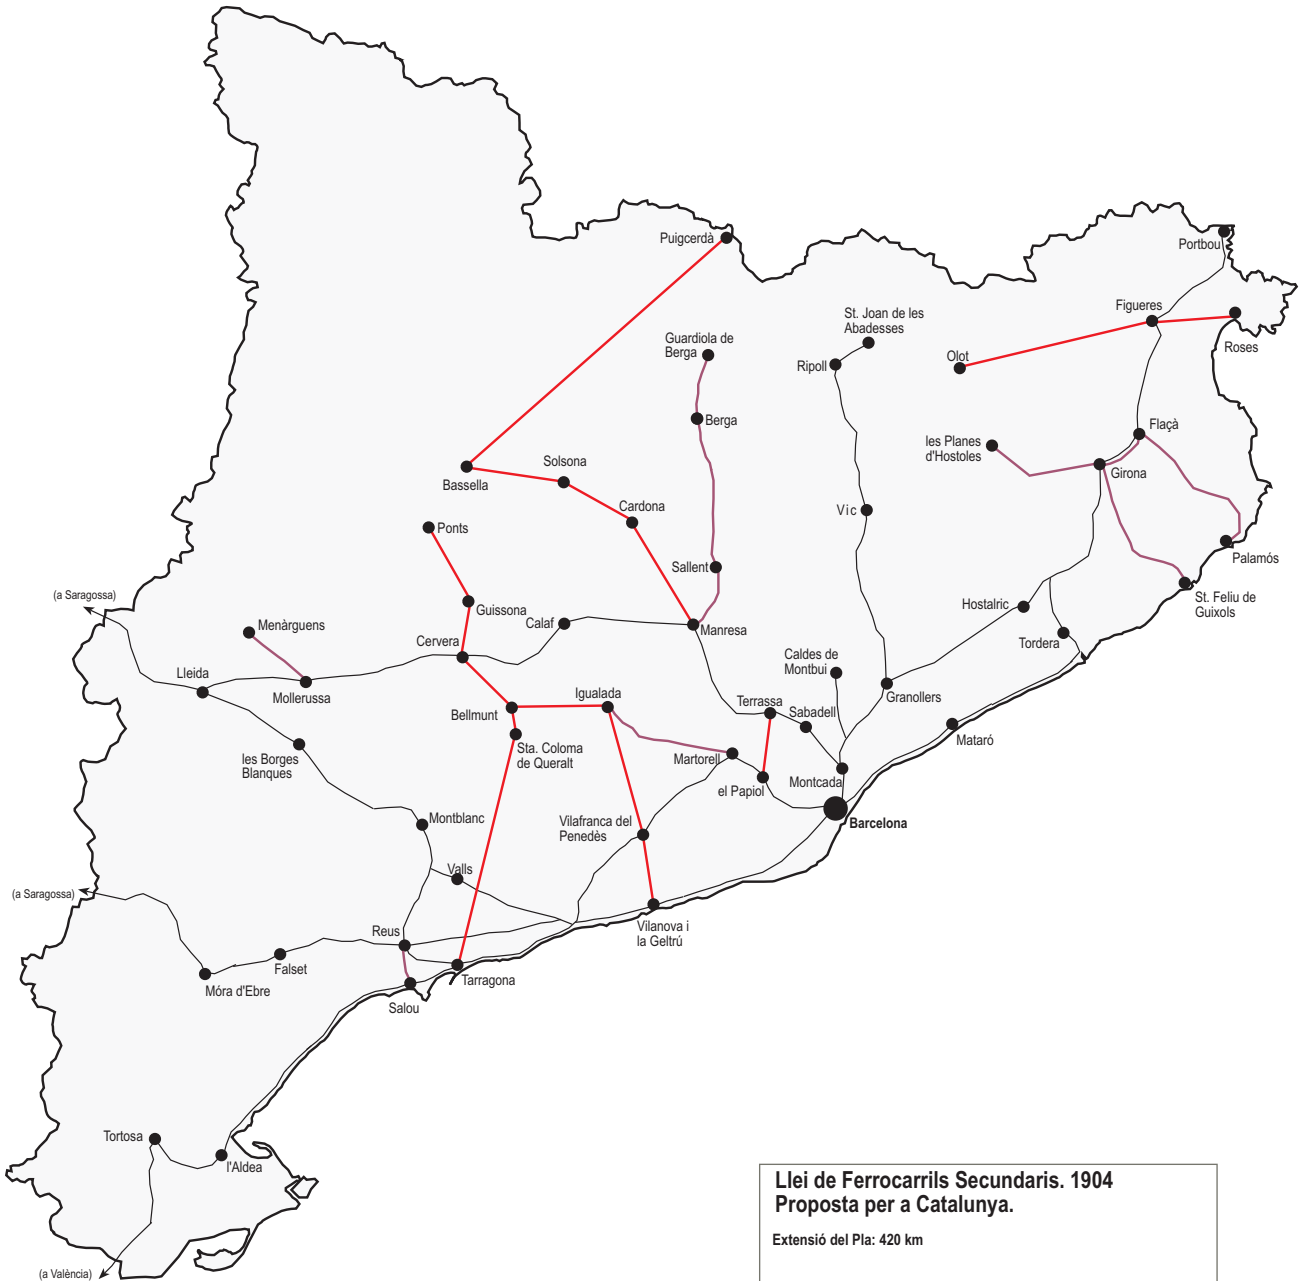 Puigcerdà
Portbou
Figueres
St. Joan de les
Abadesses
Guardiola de
Berga
Roses
Olot
Ripoll
Berga
Flaçà
les Planes
d'Hostoles
Girona
Solsona
Bassella
Cardona
Vic
Ponts
Palamós
Sallent
(a Saragossa)
St. Feliu de
Guixols
Guissona
Hostalric
Menàrguens
Calaf
Manresa
Cervera
Tordera
Caldes de
Montbui
Lleida
Mollerussa
Granollers
Igualada
Terrassa
Bellmunt
Sabadell
Mataró
Sta. Coloma
de Queralt
les Borges
Blanques
Martorell
el Papiol
Montcada
Montblanc
Vilafranca del
Penedès
Barcelona
Valls
(a Saragossa)
Vilanova i
la Geltrú
Reus
Falset
Tarragona
Móra d'Ebre
Salou
Tortosa
l'Aldea
(a València)
Llei de Ferrocarrils Secundaris. 1904
Proposta per a Catalunya.
Extensió del Pla: 420 km